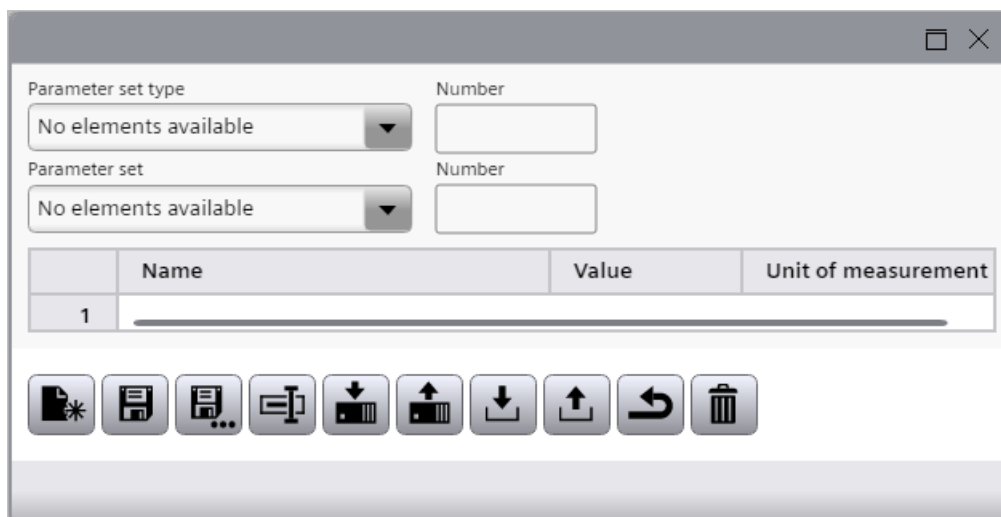 Parameter set type
Number
No elements available
Parameter set
Number
No elements available
Name Value Unit of measurement
1